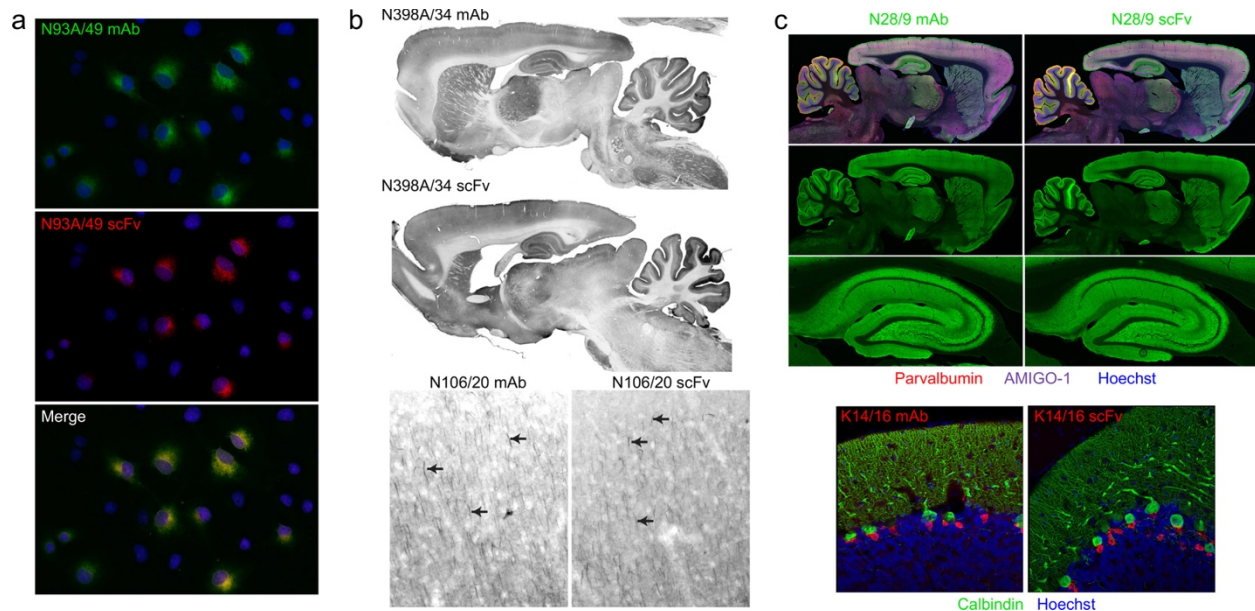 a
N93A/49 mAb
N93A/49 scFv
Merge
b
N398A/34 mAb
N398A/34 scFv
N106/20 mAb N106/20 scFv
c
N28/9 mAb N28/9 scFv
Parvalbumin AMIGO-1 Hoechst
K14/16 mAb K14/16 scFv
Calbindin Hoechst